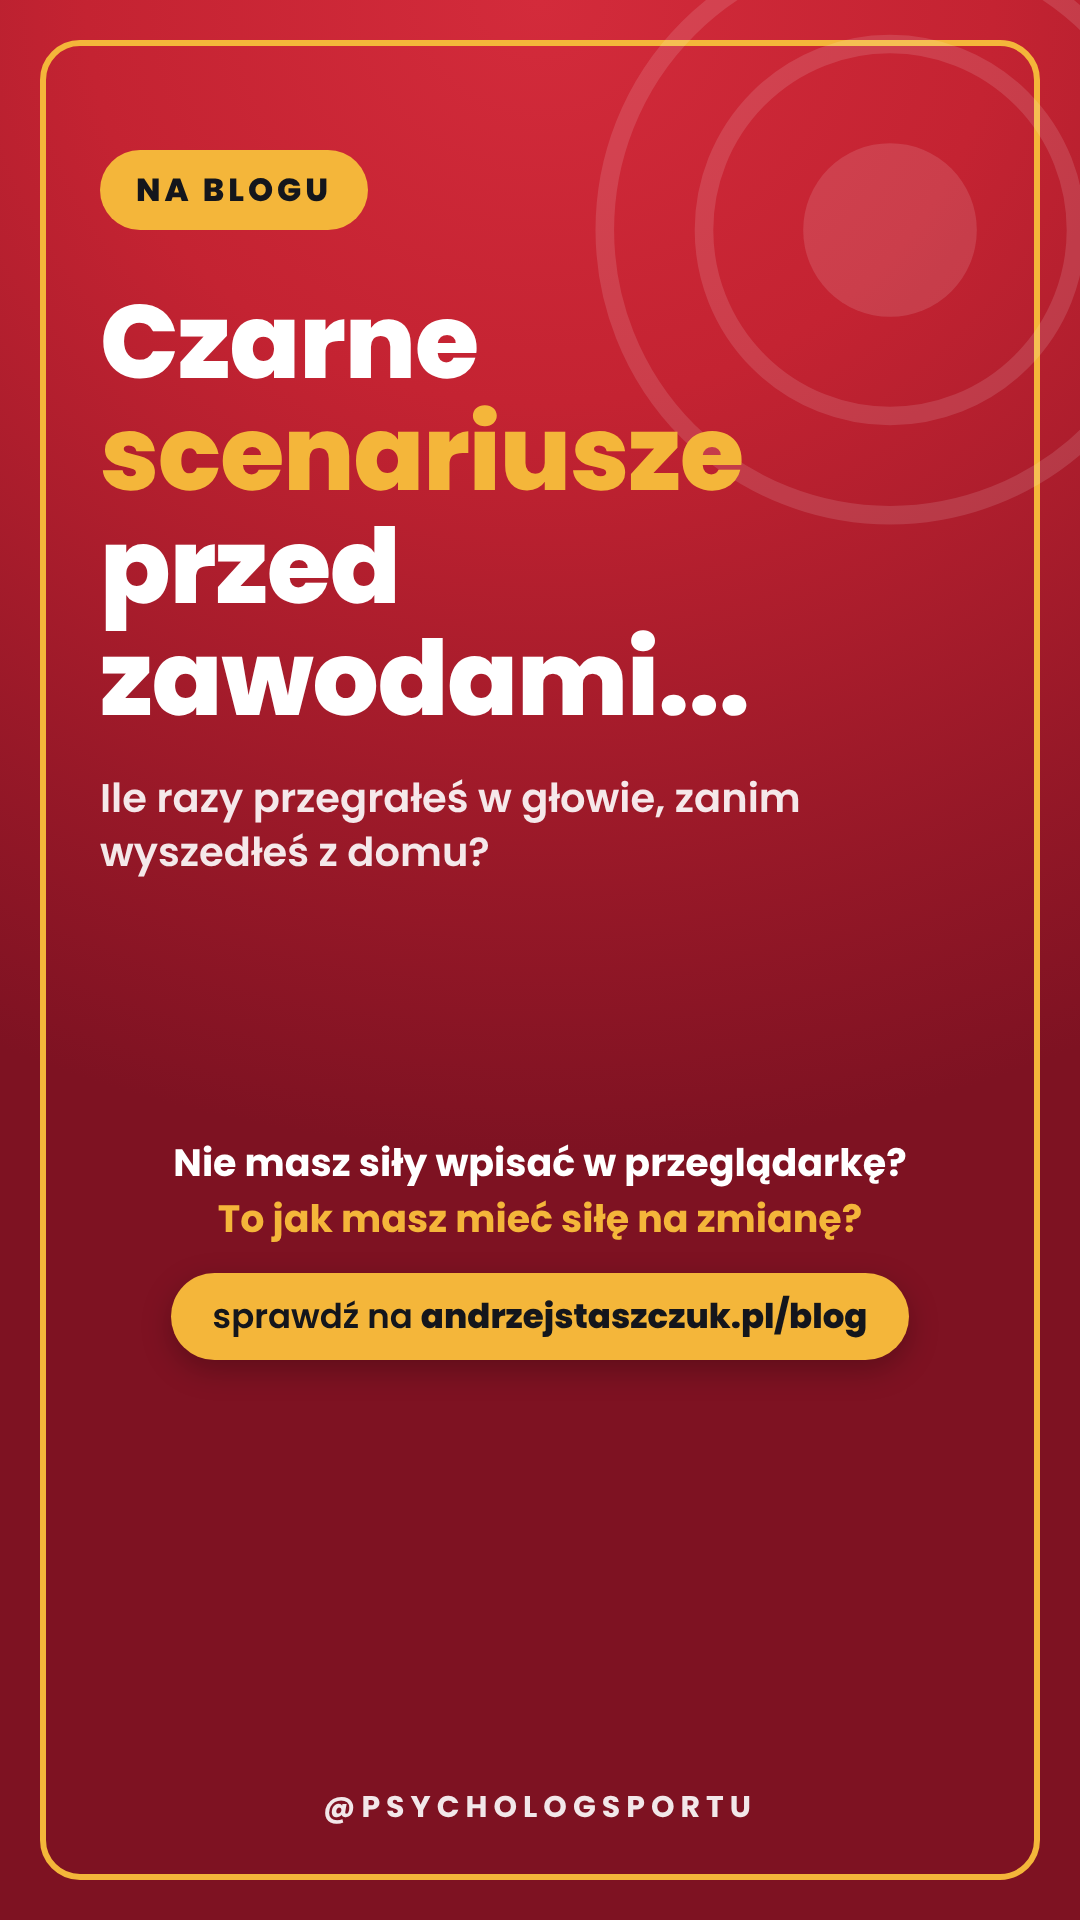 NA BLOGU
Czarne
scenariusze
przed
zawodami...
Ile razy przegrałeś w głowie, zanim
wyszedłeś z domu?
Nie masz siły wpisać w przeglądarkę?
To jak masz mieć siłę na zmianę?
sprawdź na andrzejstaszczuk.pl/blog
@PSYCHOLOGSPORTU